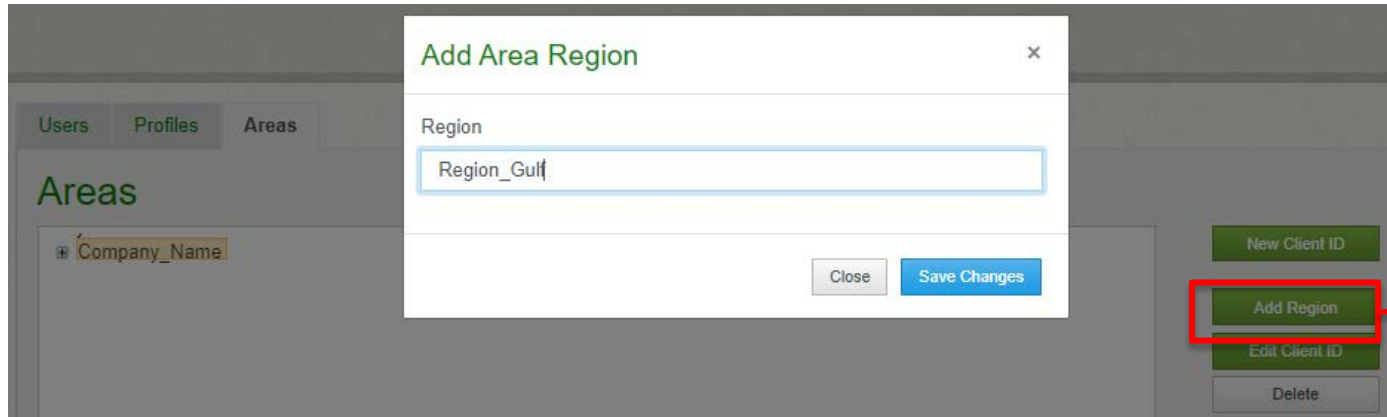 Add Area Region ×
Users Profiles Areas
Region
Region_Gulf
Areas
Company_Name
New Client ID
Close Save Changes
Add Region
Edit Client ID
Delete